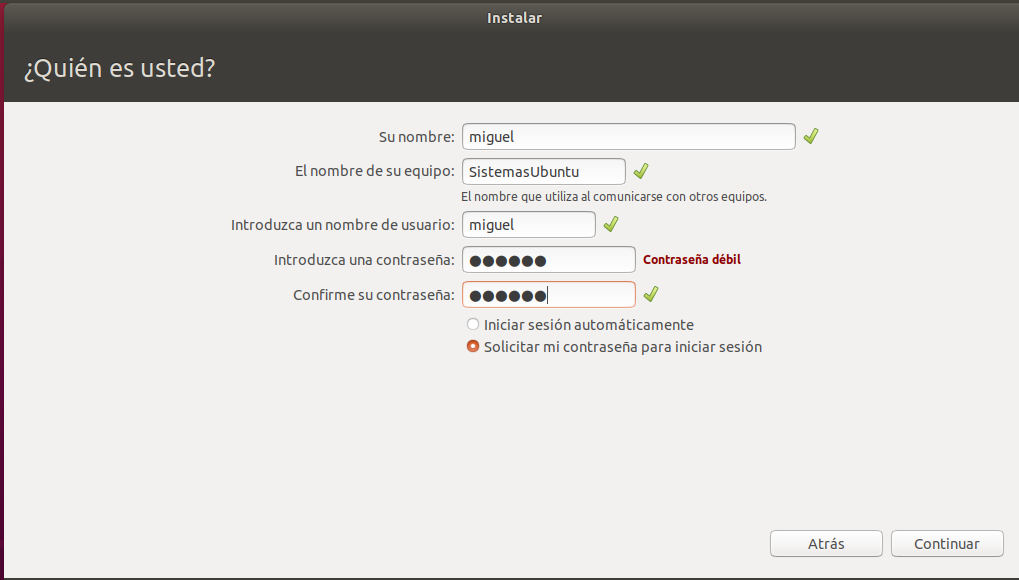 Instalar
¿Quién es usted?
Su nombre: miguel
El nombre de su equipo: SistemasUbuntu
El nombre que utiliza al comunicarse con otros equipos.
Introduzca un nombre de usuario: miguel
Introduzca una contraseña: ●●●●●● Contraseña débil
Confirme su contraseña: ●●●●●●
Iniciar sesión automáticamente
Solicitar mi contraseña para iniciar sesión
Atrás Continuar